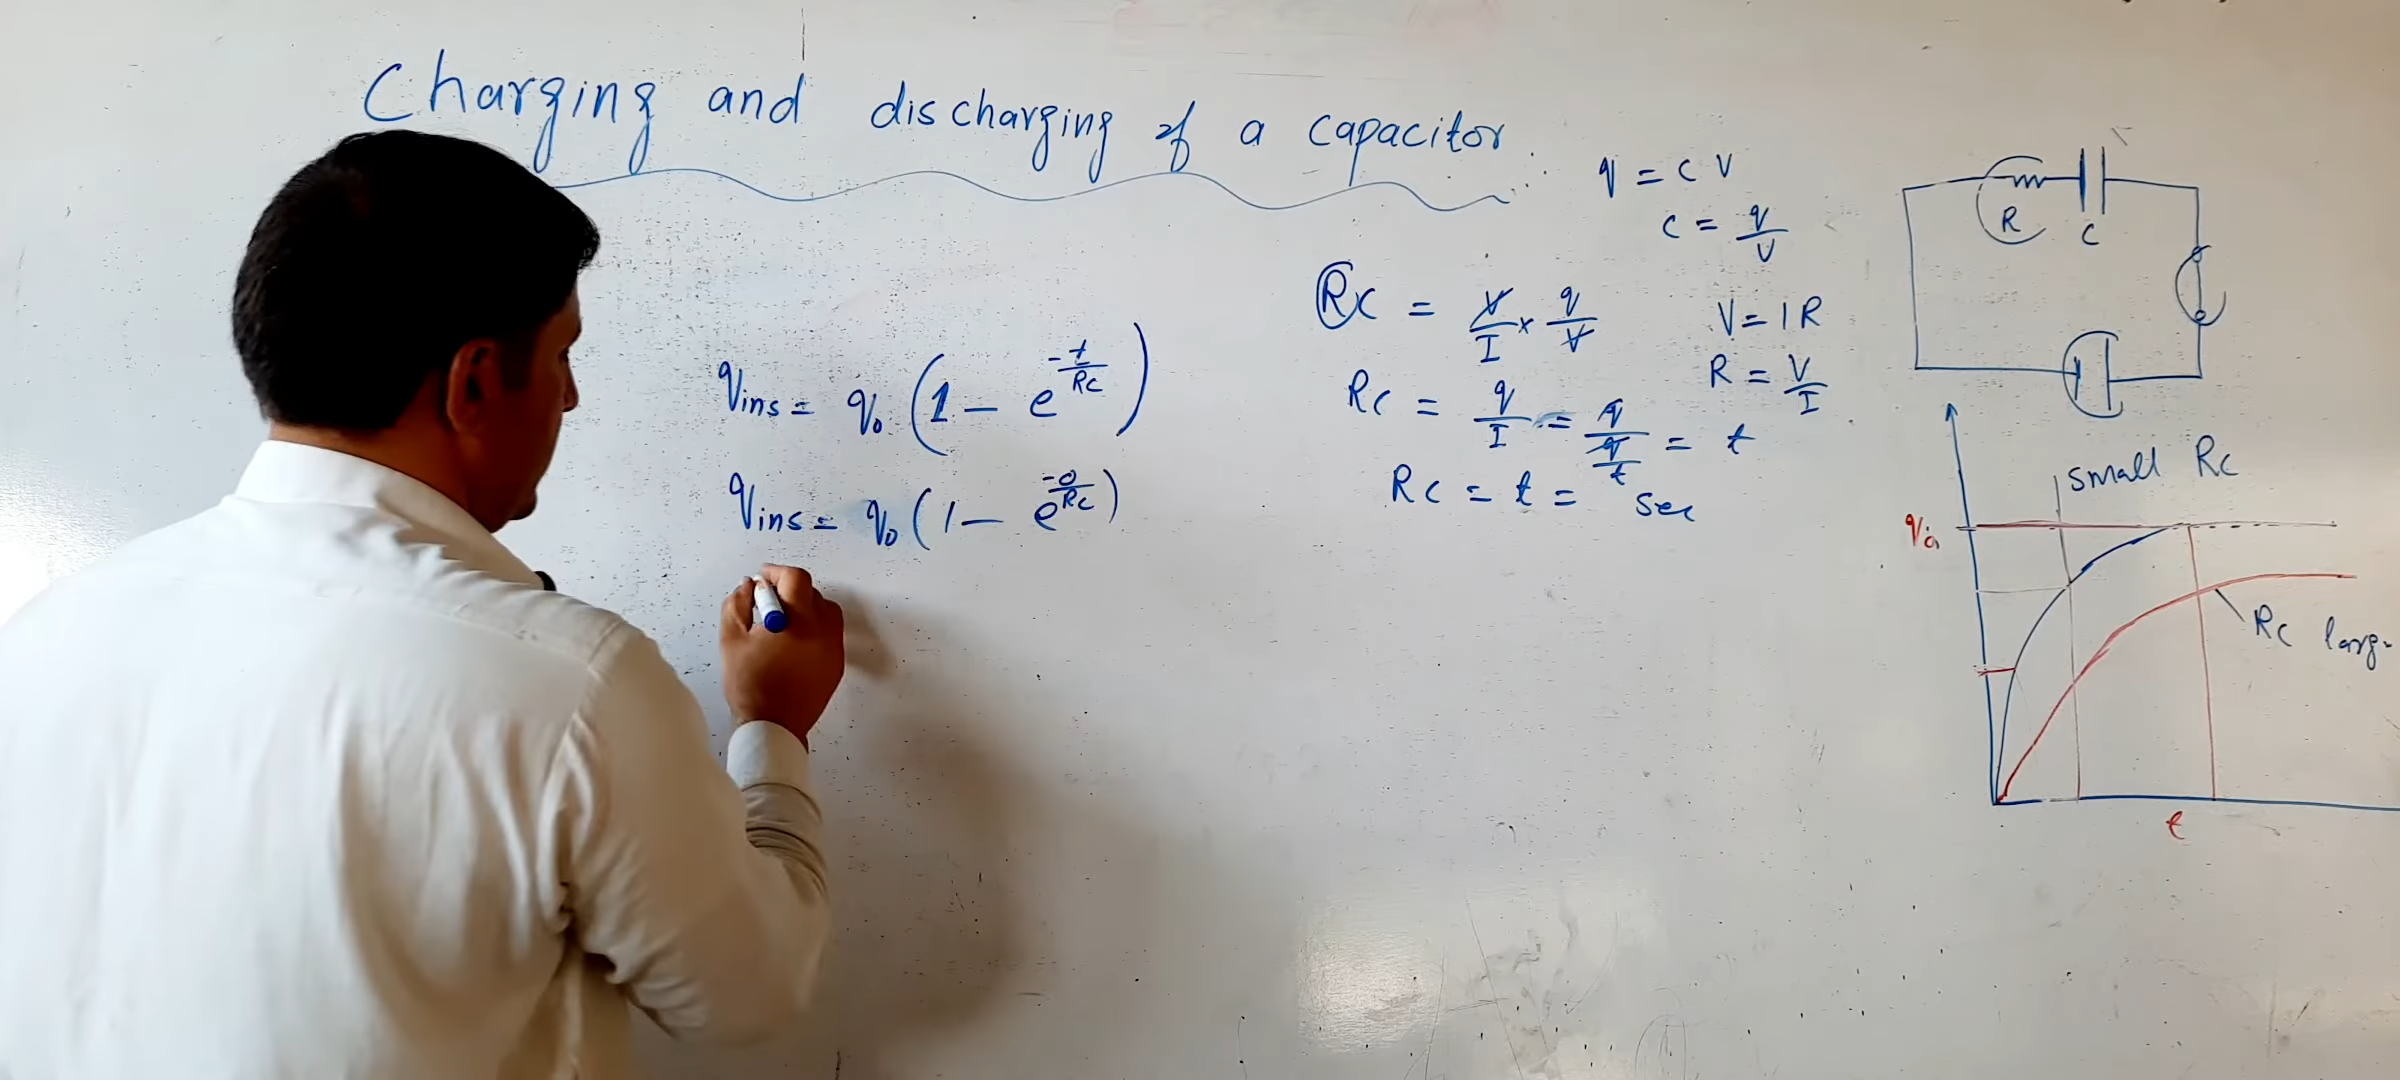 Charging and discharging of a capacitor
q = c v
c = q/v
R c
Rc = V/I x q/V
V = I R
R = V/I
qins = q₀ (1 - e^(-t/Rc))
Rc = q/I = q/(q/t) = t
qins = q₀ (1 - e^(-0/Rc))
Rc = t = sec
small Rc
q₀
Rc larg
t